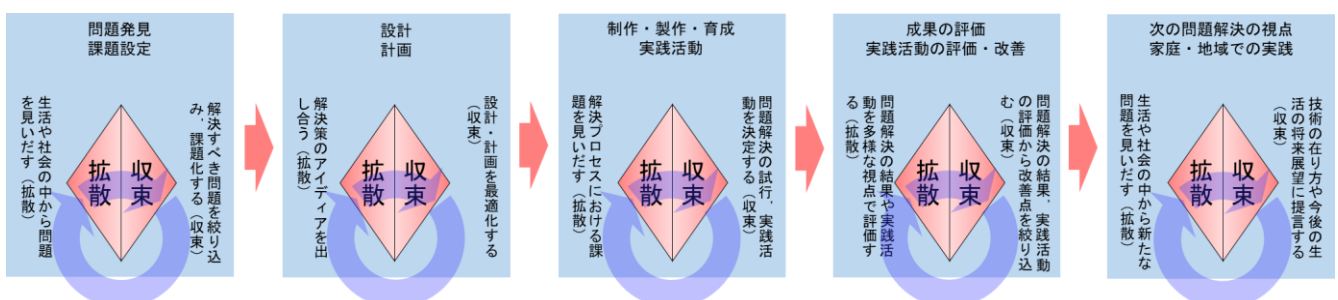 問題発見
課題設定
生活や社会の中から問題
を見いだす（拡散）
拡散
収束
解決すべき問題を絞り込
み、課題化する（収束）
設計
計画
解決策のアイディアを出
し合う（拡散）
拡散
収束
設計・計画を最適化する
（収束）
制作・製作・育成
実践活動
解決プロセスにおける課
題を見いだす（拡散）
拡散
収束
問題解決の試行、実践活
動を決定する（収束）
成果の評価
実践活動の評価・改善
問題解決の結果や実践活
動を多様な視点で評価す
る（拡散）
拡散
収束
問題解決の結果、実践活動
の評価から改善点を絞り込
む（収束）
次の問題解決の視点
家庭・地域での実践
生活や社会の中から新たな
問題を見いだす（拡散）
拡散
収束
技術の在り方や今後の生
活の将来展望に提言する
（収束）